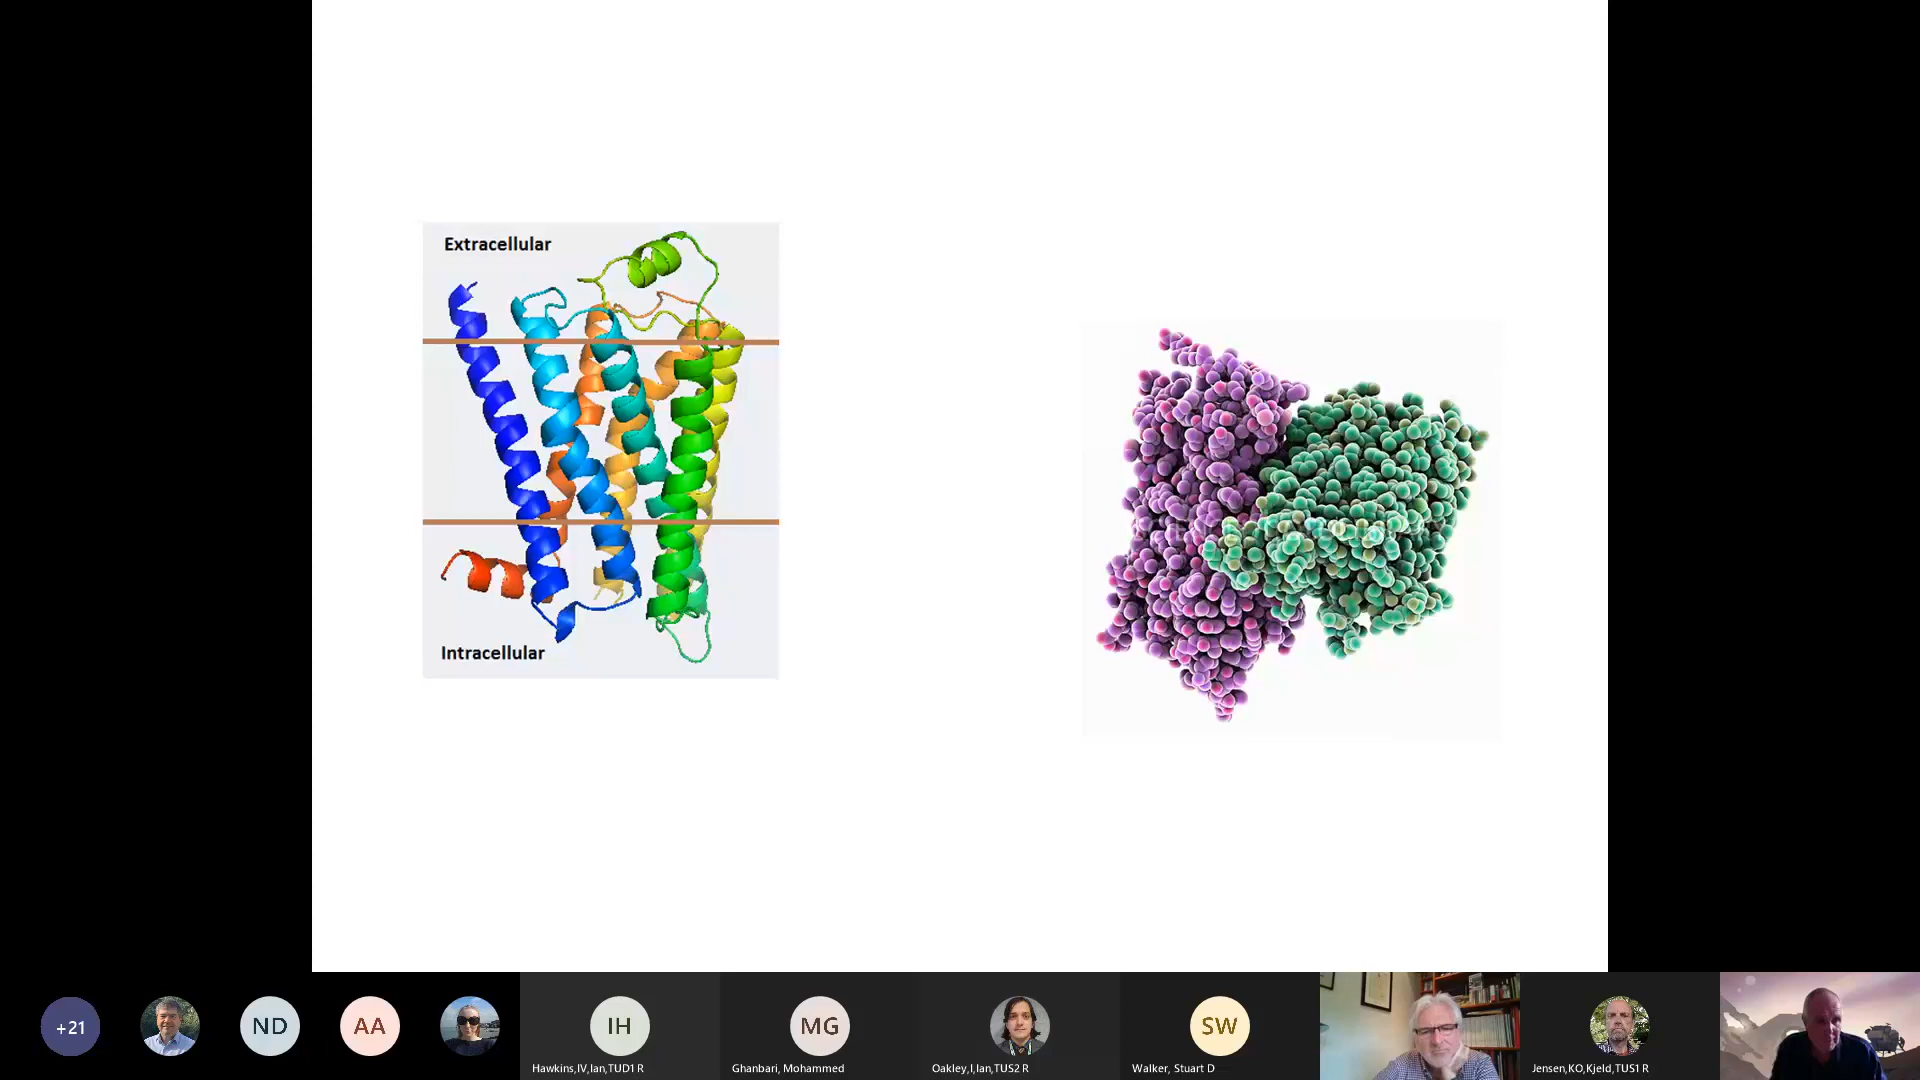 Extracellular
Intracellular
+21
ND
AA
IH
MG
SW
Hawkins,IV,Ian,TUD1 R
Ghanbari, Mohammed
Oakley,I,Ian,TUS2 R
Walker, Stuart D
Jensen,KO,Kjeld,TUS1 R